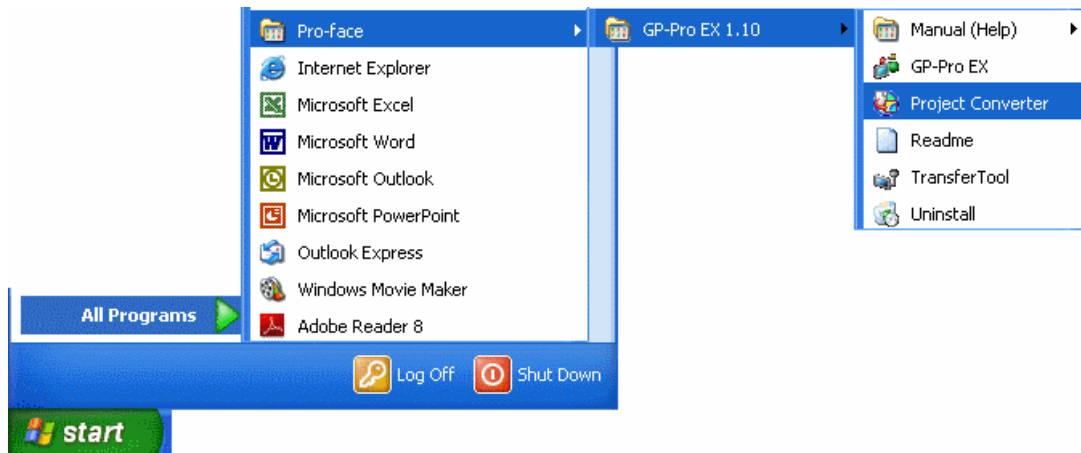 Pro-face
Internet Explorer
Microsoft Excel
Microsoft Word
Microsoft Outlook
Microsoft PowerPoint
Outlook Express
Windows Movie Maker
Adobe Reader 8
GP-Pro EX 1.10
Manual (Help)
GP-Pro EX
Project Converter
Readme
TransferTool
Uninstall
All Programs
Log Off
Shut Down
start